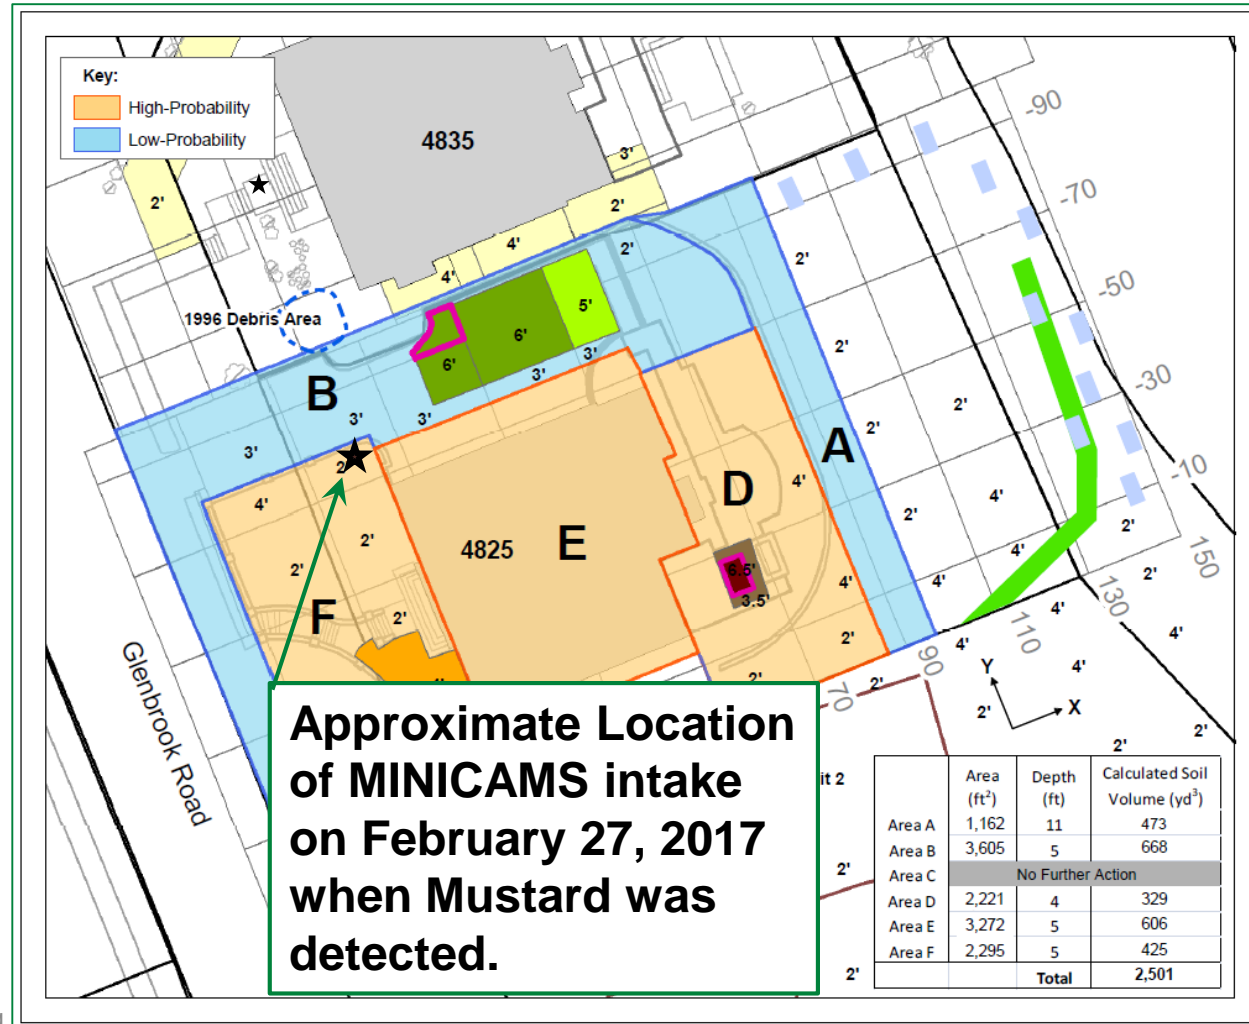 Key:
High-Probability
Low-Probability
4835
-90
3'
2'
2'
-70
4'
2'
2'
4'
-50
1996 Debris Area
5'
6'
2'
3'
6'
3'
-30
B
2'
3'
3'
2'
A
3'
-10
4'
D
4'
4'
2'
2'
2'
4825
E
4'
150
2'
6.5'
4'
4'
2'
3.5'
130
F
2'
4'
110
4'
2'
4'
90
4'
Glenbrook Road
2'
2'
70
Y
X
2'
2'
2'
Approximate Location
of MINICAMS intake
on February 27, 2017
when Mustard was
detected.
it 2
2'
2'
Area (ft²) Depth (ft) Calculated Soil Volume (yd³)
Area A 1,162 11 473
Area B 3,605 5 668
Area C No Further Action
Area D 2,221 4 329
Area E 3,272 5 606
Area F 2,295 5 425
Total 2,501